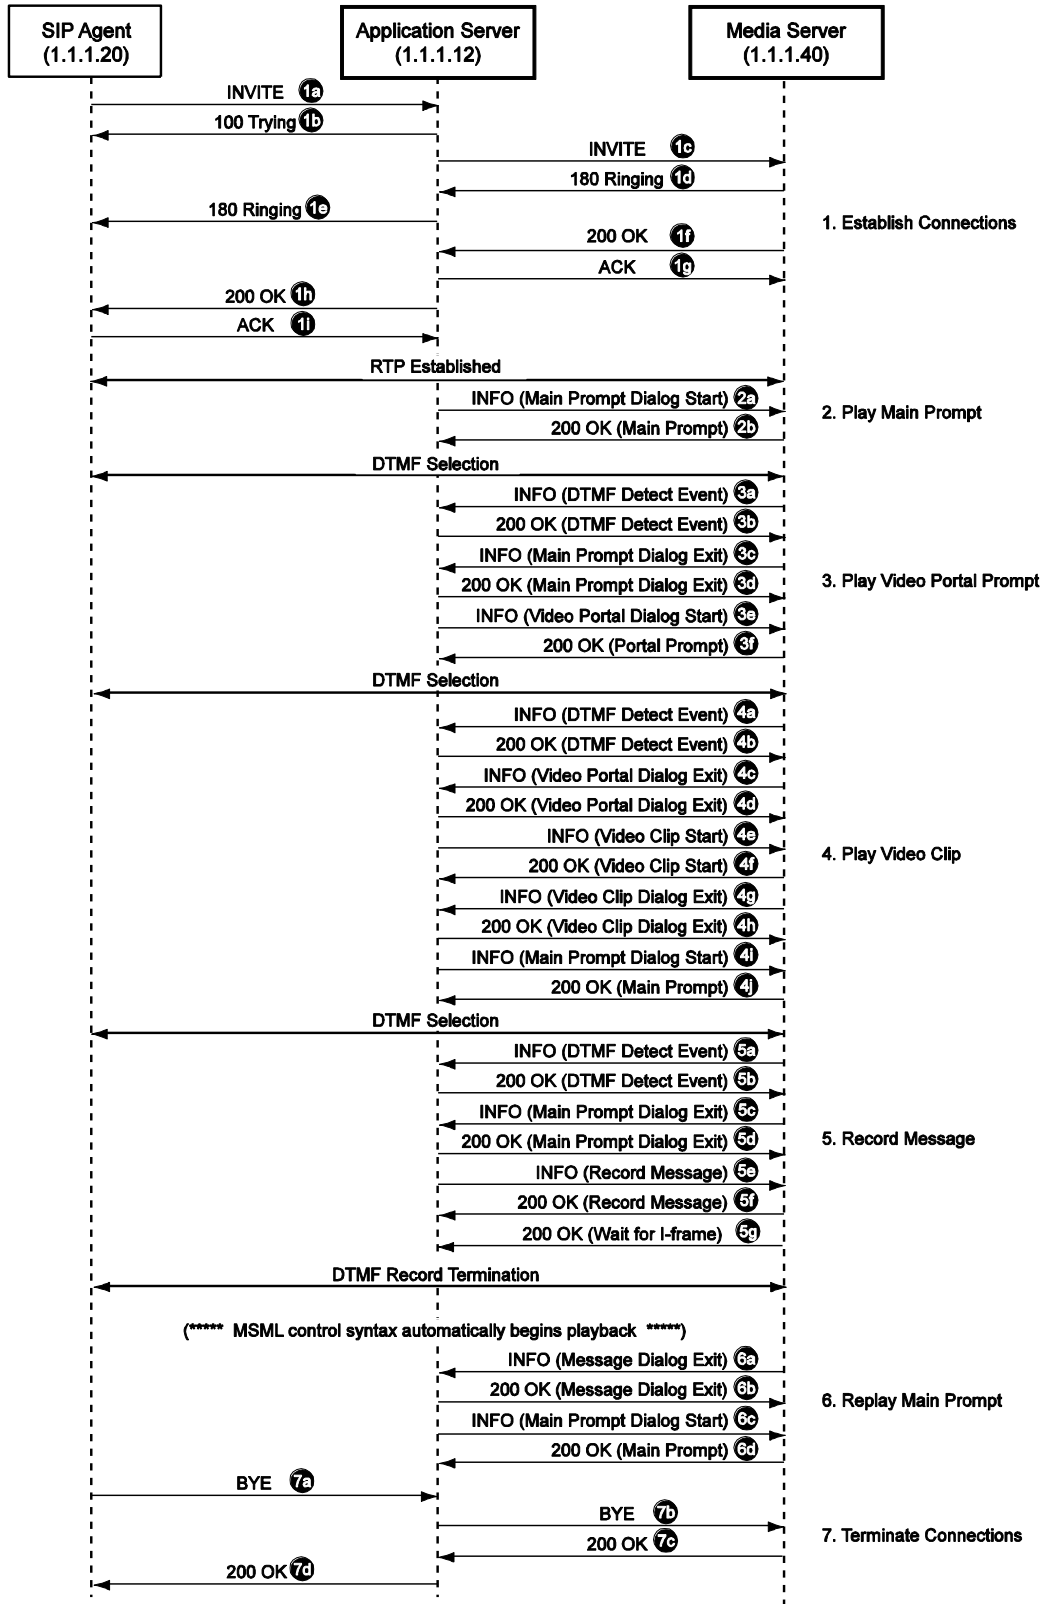 SIP Agent
(1.1.1.20)
Application Server
(1.1.1.12)
Media Server
(1.1.1.40)
INVITE 1a
100 Trying 1b
INVITE 1c
180 Ringing 1d
180 Ringing 1e
1. Establish Connections
200 OK 1f
ACK 1g
200 OK 1h
ACK 1i
RTP Established
INFO (Main Prompt Dialog Start) 2a
2. Play Main Prompt
200 OK (Main Prompt) 2b
DTMF Selection
INFO (DTMF Detect Event) 3a
200 OK (DTMF Detect Event) 3b
INFO (Main Prompt Dialog Exit) 3c
3. Play Video Portal Prompt
200 OK (Main Prompt Dialog Exit) 3d
INFO (Video Portal Dialog Start) 3e
200 OK (Portal Prompt) 3f
DTMF Selection
INFO (DTMF Detect Event) 4a
200 OK (DTMF Detect Event) 4b
INFO (Video Portal Dialog Exit) 4c
200 OK (Video Portal Dialog Exit) 4d
INFO (Video Clip Start) 4e
4. Play Video Clip
200 OK (Video Clip Start) 4f
INFO (Video Clip Dialog Exit) 4g
200 OK (Video Clip Dialog Exit) 4h
INFO (Main Prompt Dialog Start) 4i
200 OK (Main Prompt) 4j
DTMF Selection
INFO (DTMF Detect Event) 5a
200 OK (DTMF Detect Event) 5b
INFO (Main Prompt Dialog Exit) 5c
200 OK (Main Prompt Dialog Exit) 5d
5. Record Message
INFO (Record Message) 5e
200 OK (Record Message) 5f
200 OK (Wait for I-frame) 5g
DTMF Record Termination
(***** MSML control syntax automatically begins playback *****)
INFO (Message Dialog Exit) 6a
200 OK (Message Dialog Exit) 6b
6. Replay Main Prompt
INFO (Main Prompt Dialog Start) 6c
200 OK (Main Prompt) 6d
BYE 7a
BYE 7b
7. Terminate Connections
200 OK 7c
200 OK 7d